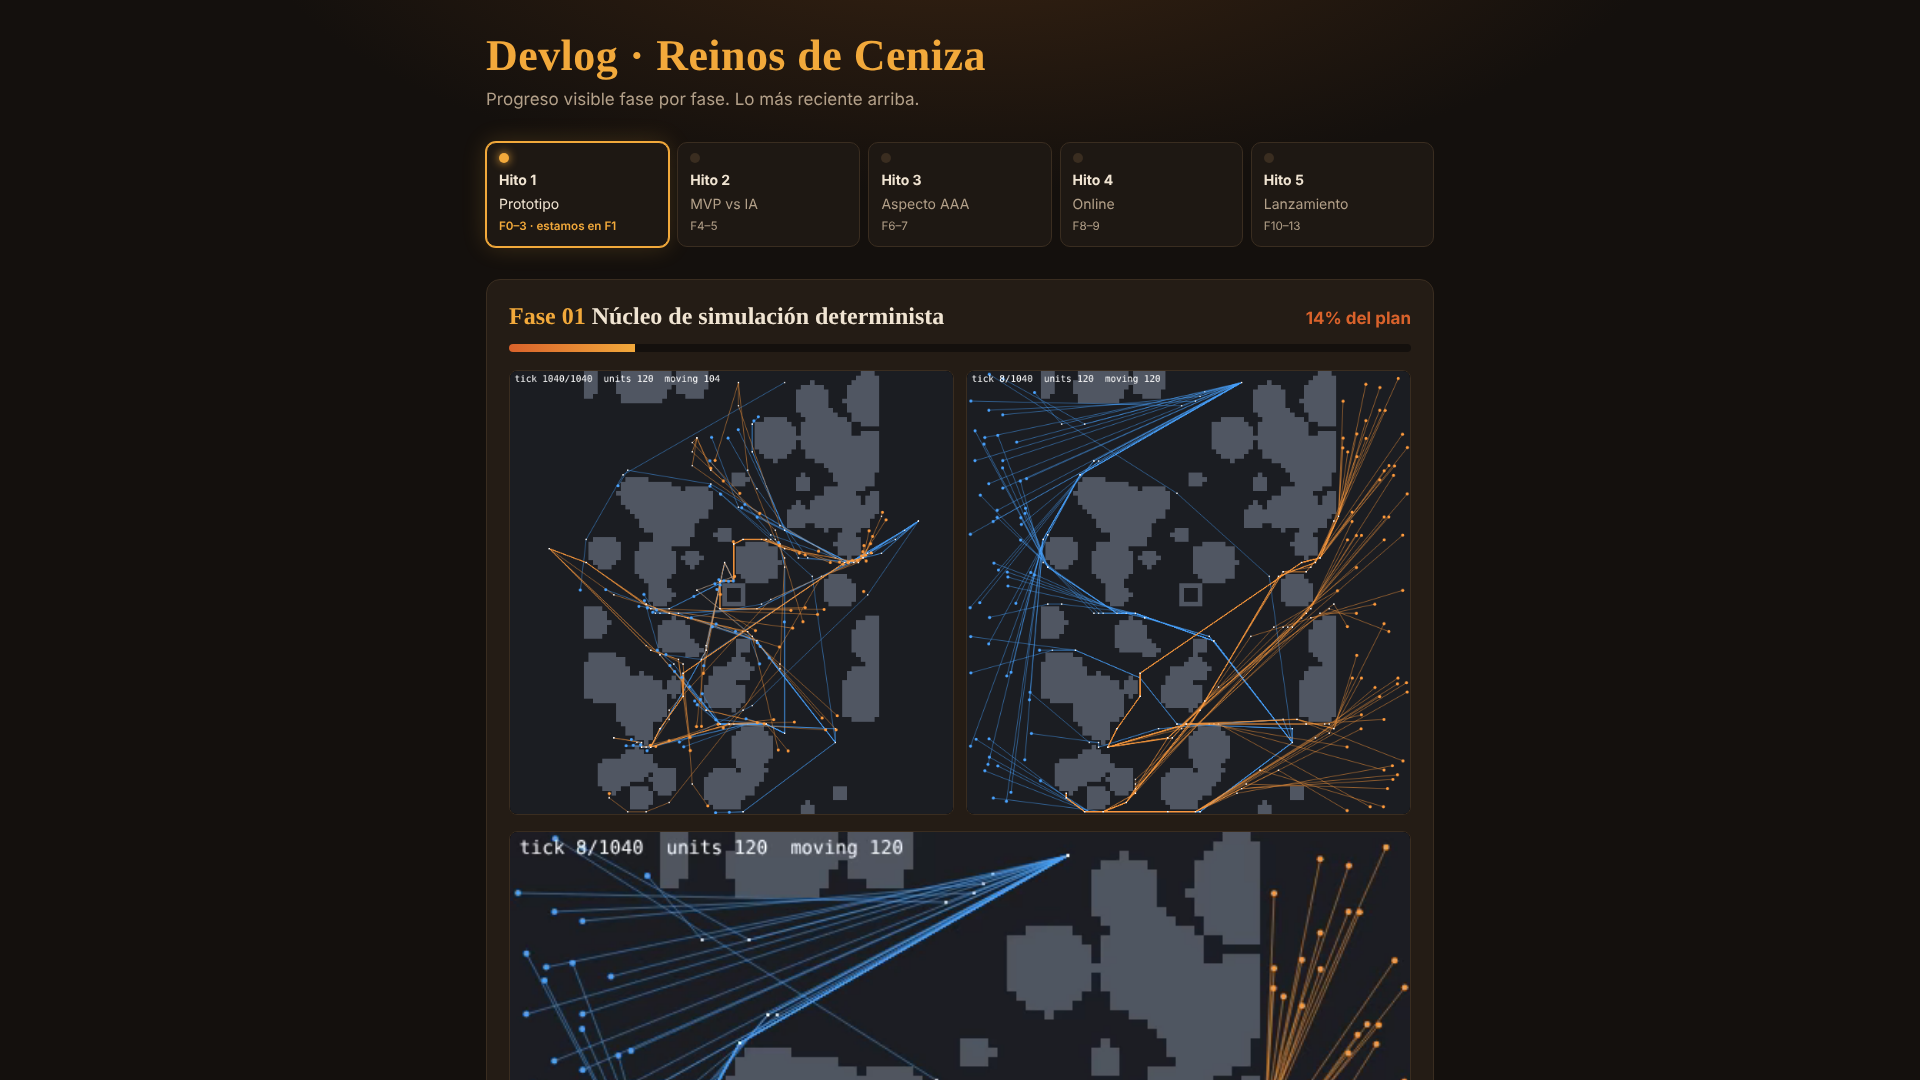 Devlog · Reinos de Ceniza
Progreso visible fase por fase. Lo más reciente arriba.
Hito 1
Prototipo
F0–3 · estamos en F1
Hito 2
MVP vs IA
F4–5
Hito 3
Aspecto AAA
F6–7
Hito 4
Online
F8–9
Hito 5
Lanzamiento
F10–13
Fase 01 Núcleo de simulación determinista
14% del plan
tick 1040/1040 units 120 moving 104
tick 8/1040 units 120 moving 120
tick 8/1040 units 120 moving 120